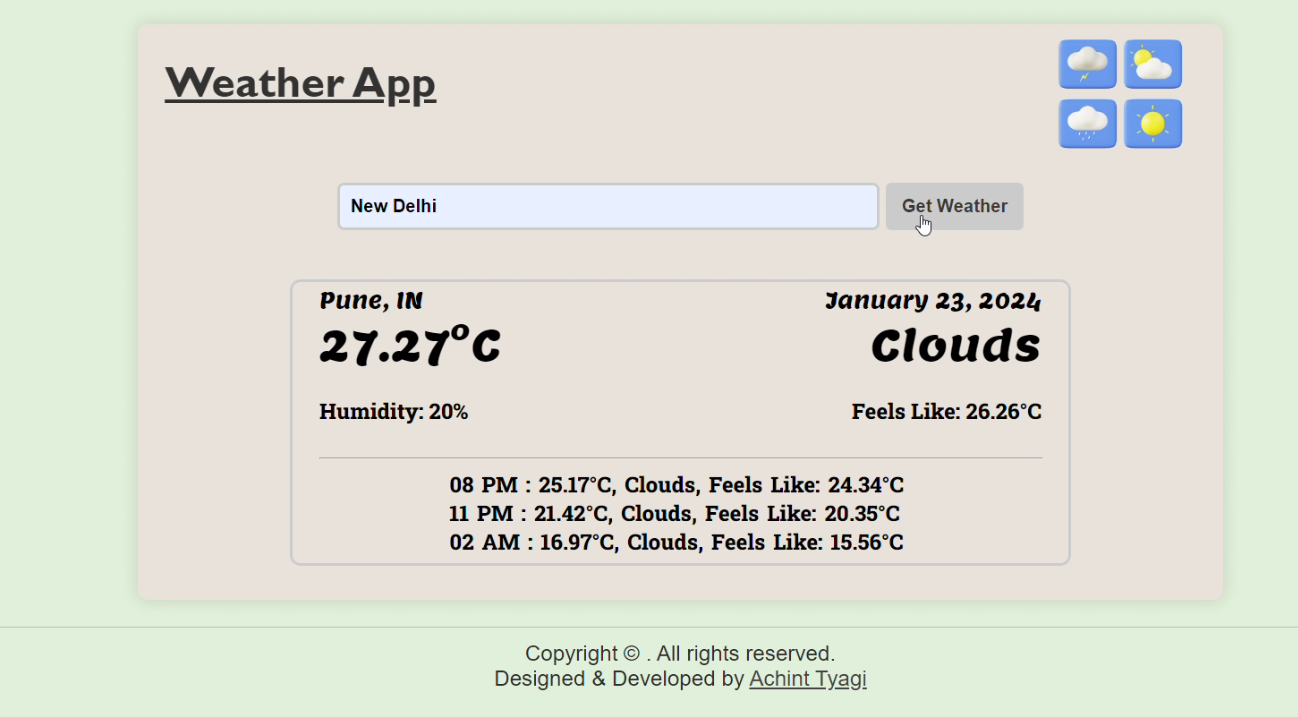 Weather App
New Delhi
Get Weather
Pune, IN
January 23, 2024
27.27°C
Clouds
Humidity: 20%
Feels Like: 26.26°C
08 PM : 25.17°C, Clouds, Feels Like: 24.34°C
11 PM : 21.42°C, Clouds, Feels Like: 20.35°C
02 AM : 16.97°C, Clouds, Feels Like: 15.56°C
Copyright © . All rights reserved.
Designed & Developed by Achint Tyagi